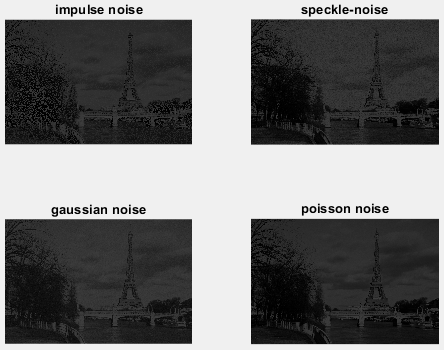 impulse noise
speckle-noise
gaussian noise
poisson noise